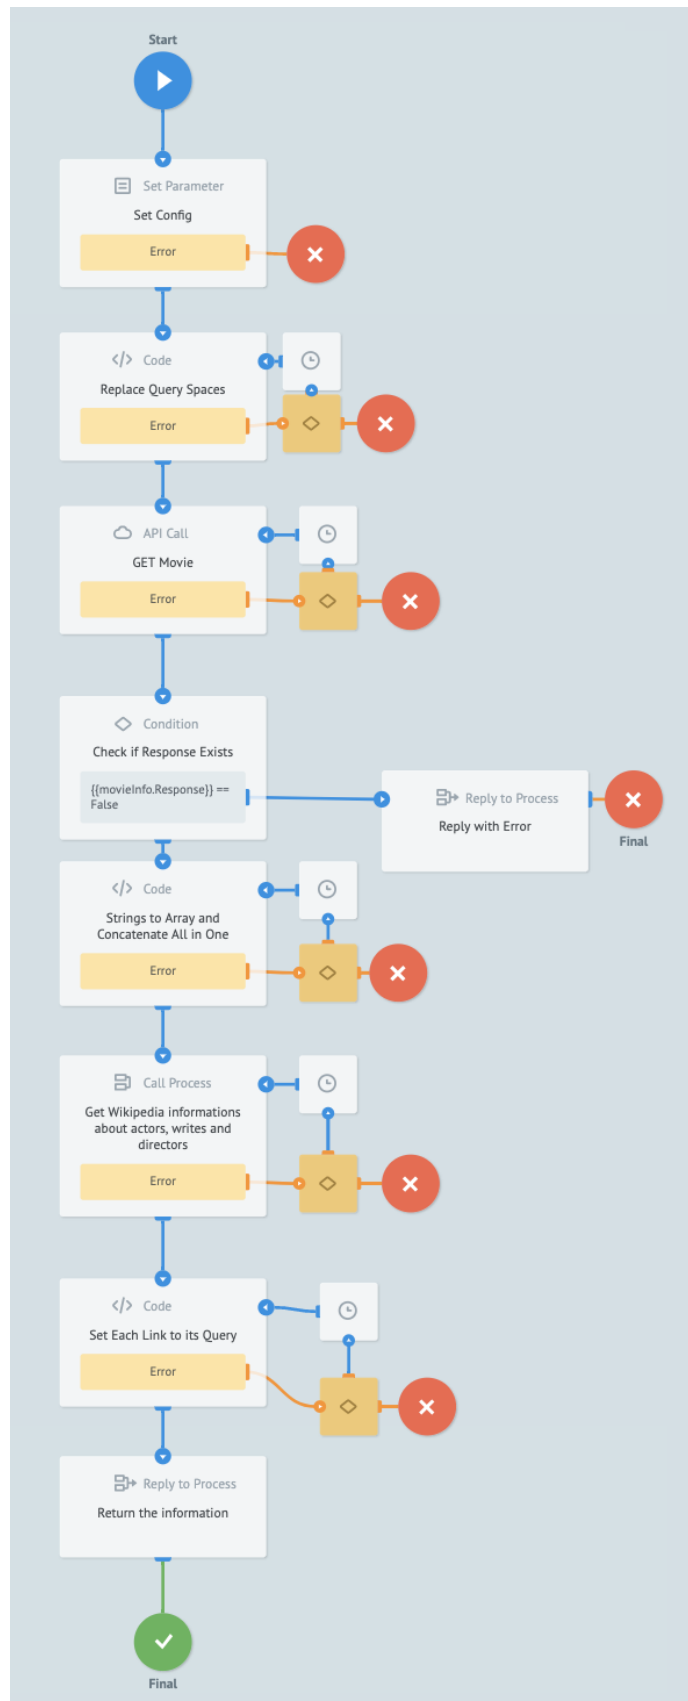 Start
Set Parameter
Set Config
Error
Code
Replace Query Spaces
Error
API Call
GET Movie
Error
Condition
Check if Response Exists
{{movieInfo.Response}} ==
False
Reply to Process
Reply with Error
Final
Code
Strings to Array and
Concatenate All in One
Error
Call Process
Get Wikipedia informations
about actors, writes and
directors
Error
Code
Set Each Link to its Query
Error
Reply to Process
Return the information
Final